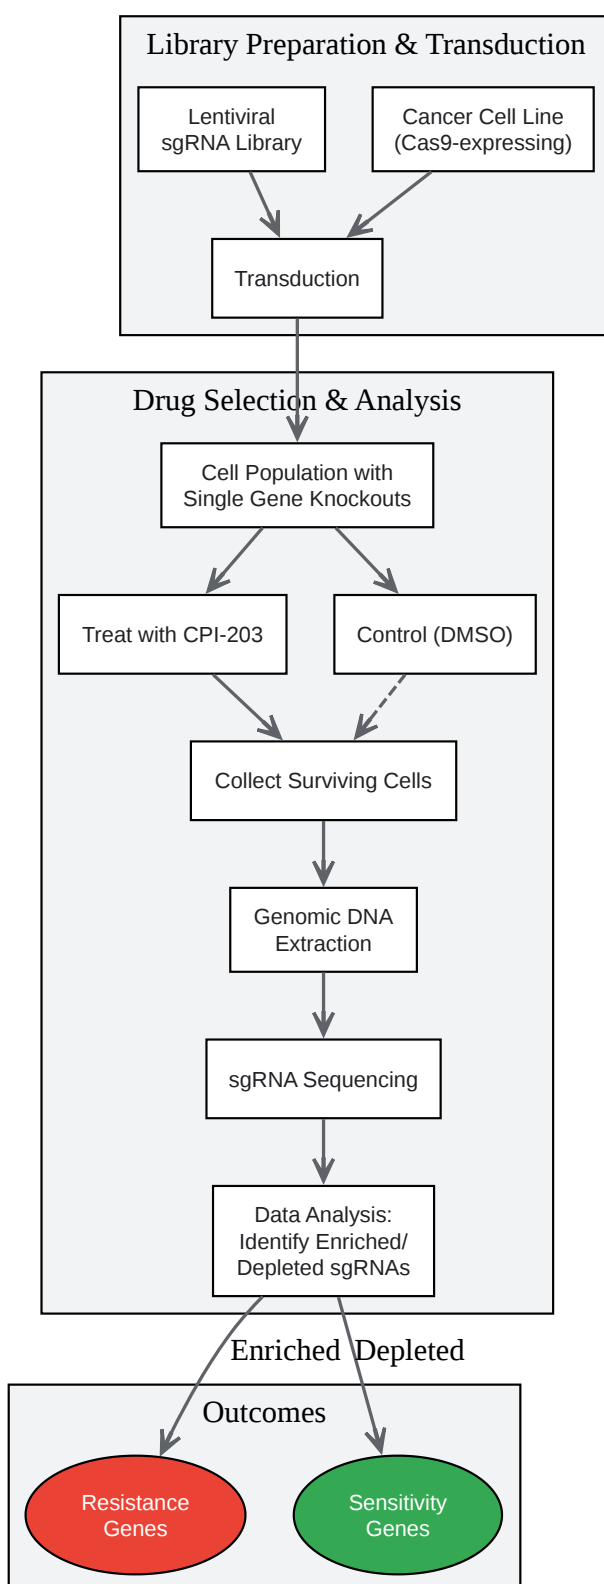 Library Preparation & Transduction
Lentiviral
sgRNA Library
Cancer Cell Line
(Cas9-expressing)
Transduction
Drug Selection & Analysis
Cell Population with
Single Gene Knockouts
Treat with CPI-203
Control (DMSO)
Collect Surviving Cells
Genomic DNA
Extraction
sgRNA Sequencing
Data Analysis:
Identify Enriched/
Depleted sgRNAs
Enriched
Depleted
Outcomes
Resistance
Genes
Sensitivity
Genes